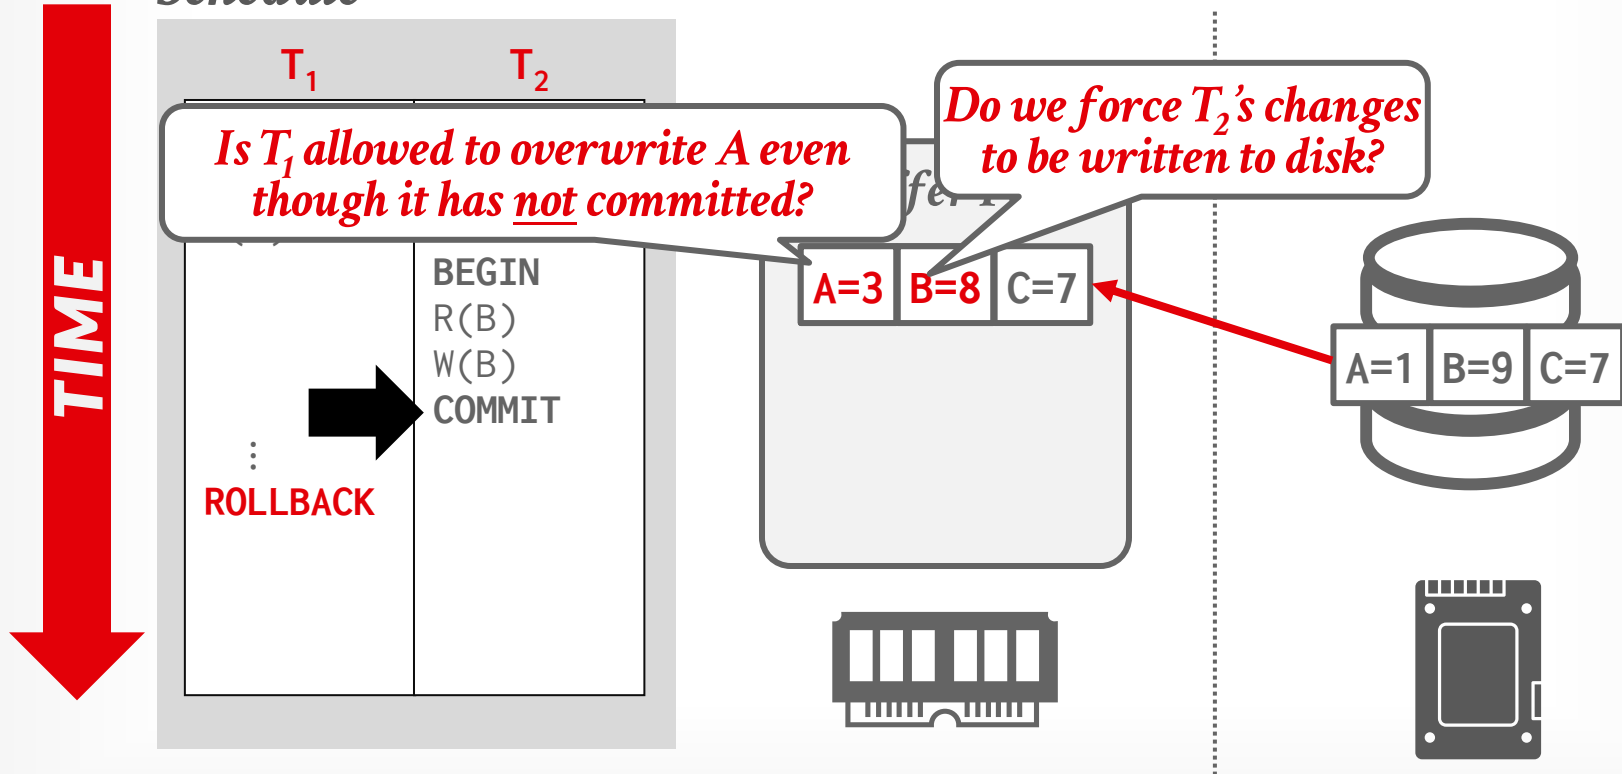 Schedule
TIME
T₁ T₂
Is T₁ allowed to overwrite A even
though it has not committed?
BEGIN
R(B)
W(B)
COMMIT
⋮
ROLLBACK
Do we force T₂'s changes
to be written to disk?
A=3 B=8 C=7
A=1 B=9 C=7